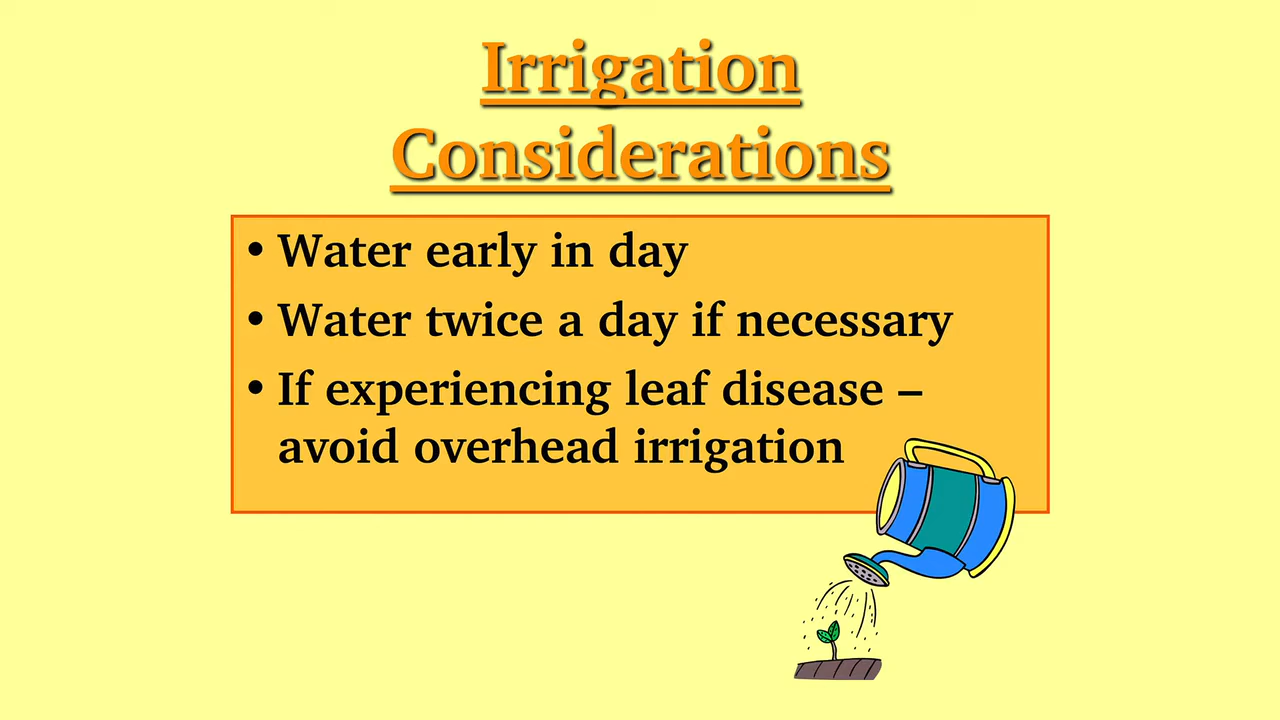 Irrigation
Considerations
• Water early in day
• Water twice a day if necessary
• If experiencing leaf disease –
avoid overhead irrigation